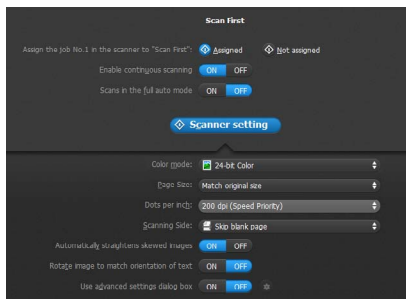 Scan First
Assign the job No.1 in the scanner to "Scan First": Assigned Not assigned
Enable continuous scanning ON OFF
Scans in the full auto mode ON OFF
Scanner setting
Color mode: 24-bit Color
Page Size: Match original size
Dots per inch: 200 dpi (Speed Priority)
Scanning Side: Skip blank page
Automatically straightens skewed images ON OFF
Rotate image to match orientation of text ON OFF
Use advanced settings dialog box ON OFF